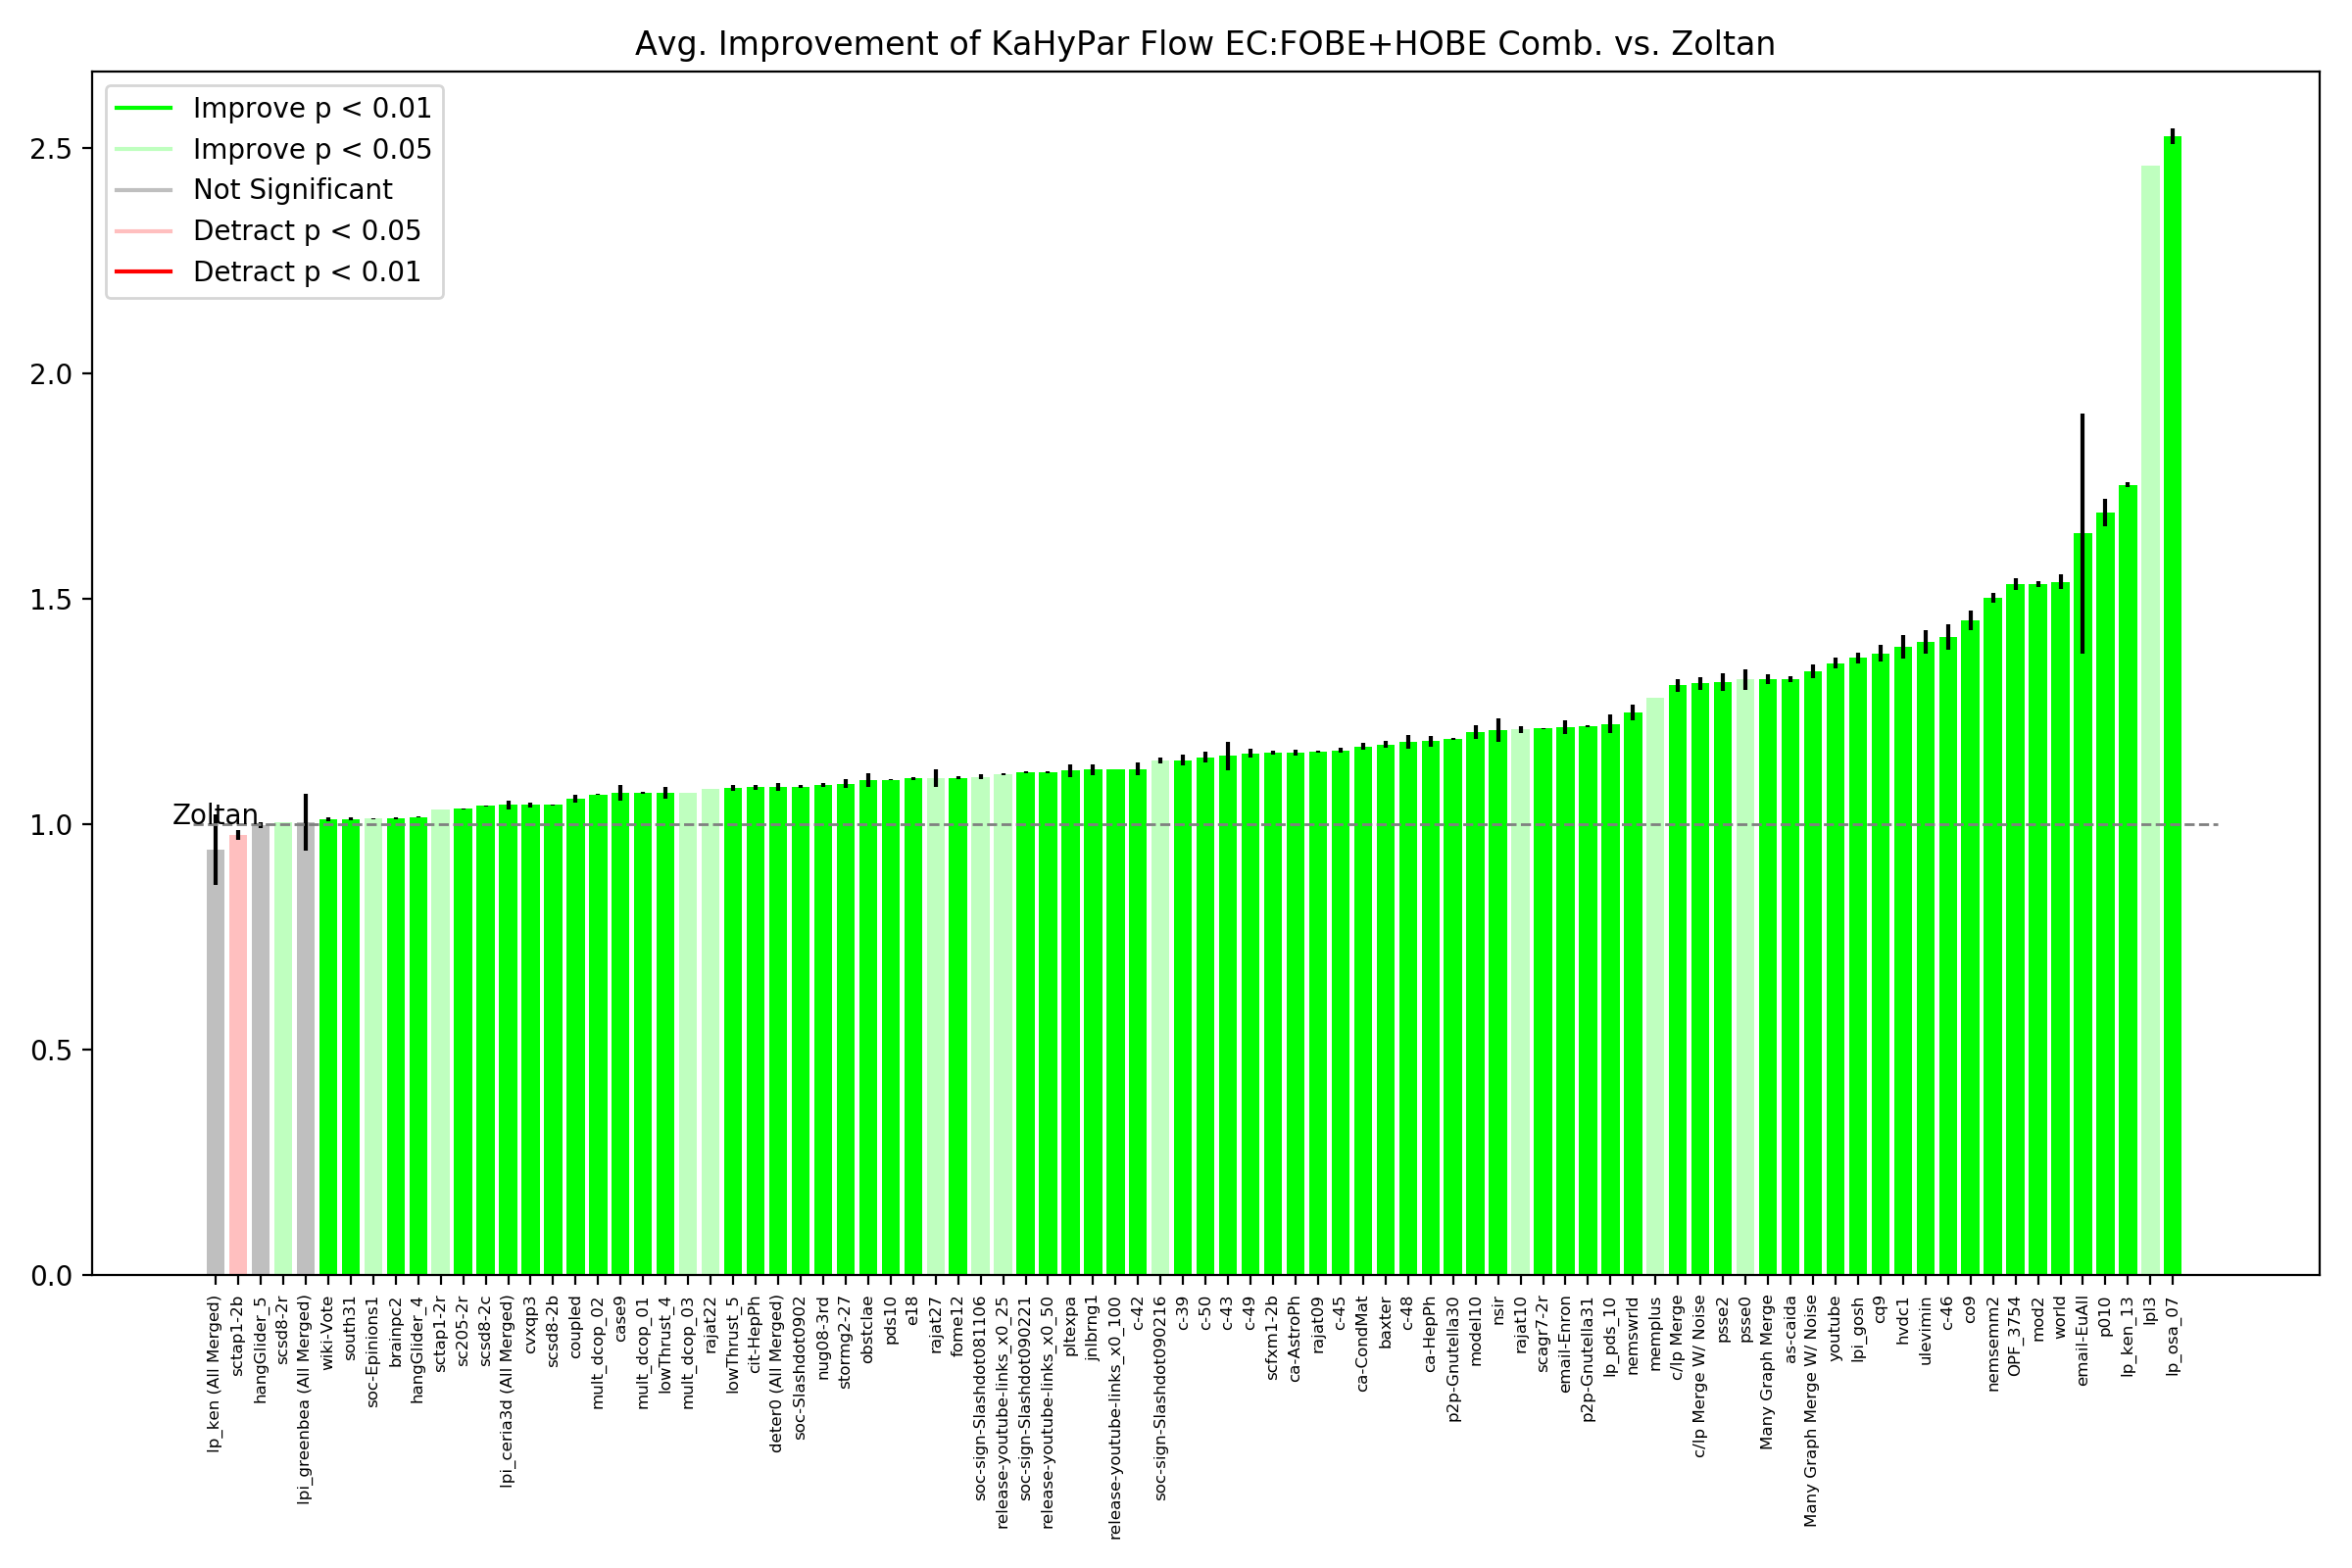 Avg. Improvement of KaHyPar Flow EC:FOBE+HOBE Comb. vs. Zoltan
Improve p < 0.01
Improve p < 0.05
Not Significant
Detract p < 0.05
Detract p < 0.01
2.5
2.0
1.5
1.0
0.5
0.0
Zoltan
lp_ken (All Merged)
sctap1-2b
hangGlider_5
scsd8-2r
lpi_greenbea (All Merged)
wiki-Vote
south31
soc-Epinions1
brainpc2
hangGlider_4
sctap1-2r
sc205-2r
scsd8-2c
lpi_ceria3d (All Merged)
cvxqp3
scsd8-2b
coupled
mult_dcop_02
case9
mult_dcop_01
lowThrust_4
mult_dcop_03
rajat22
lowThrust_5
cit-HepPh
deter0 (All Merged)
soc-Slashdot0902
nug08-3rd
stormg2-27
obstclae
pds10
e18
rajat27
fome12
soc-sign-Slashdot081106
release-youtube-links_x0_25
soc-sign-Slashdot090221
release-youtube-links_x0_50
pltexpa
jnlbrng1
release-youtube-links_x0_100
c-42
soc-sign-Slashdot090216
c-39
c-50
c-43
c-49
scfxm1-2b
ca-AstroPh
rajat09
c-45
ca-CondMat
baxter
c-48
ca-HepPh
p2p-Gnutella30
model10
nsir
rajat10
scagr7-2r
email-Enron
p2p-Gnutella31
lp_pds_10
nemswrld
memplus
c/lp Merge
c/lp Merge W/ Noise
psse2
psse0
Many Graph Merge
as-caida
Many Graph Merge W/ Noise
youtube
lpi_gosh
cq9
hvdc1
ulevimin
c-46
co9
nemsemm2
OPF_3754
mod2
world
email-EuAll
p010
lp_ken_13
lpl3
lp_osa_07